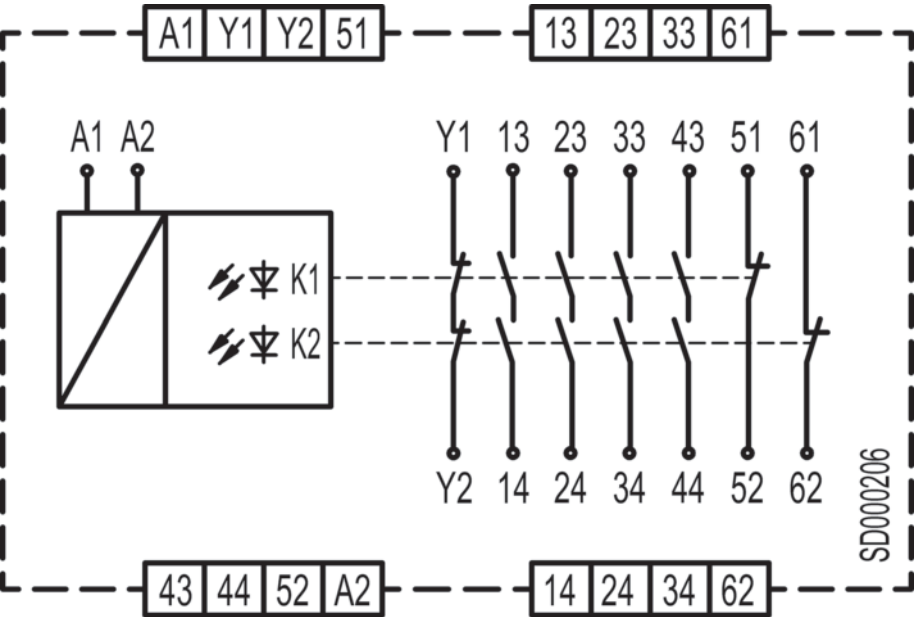 A1 Y1 Y2 51 13 23 33 61
A1 A2 Y1 13 23 33 43 51 61
K1
K2
Y2 14 24 34 44 52 62
SD000206
43 44 52 A2 14 24 34 62